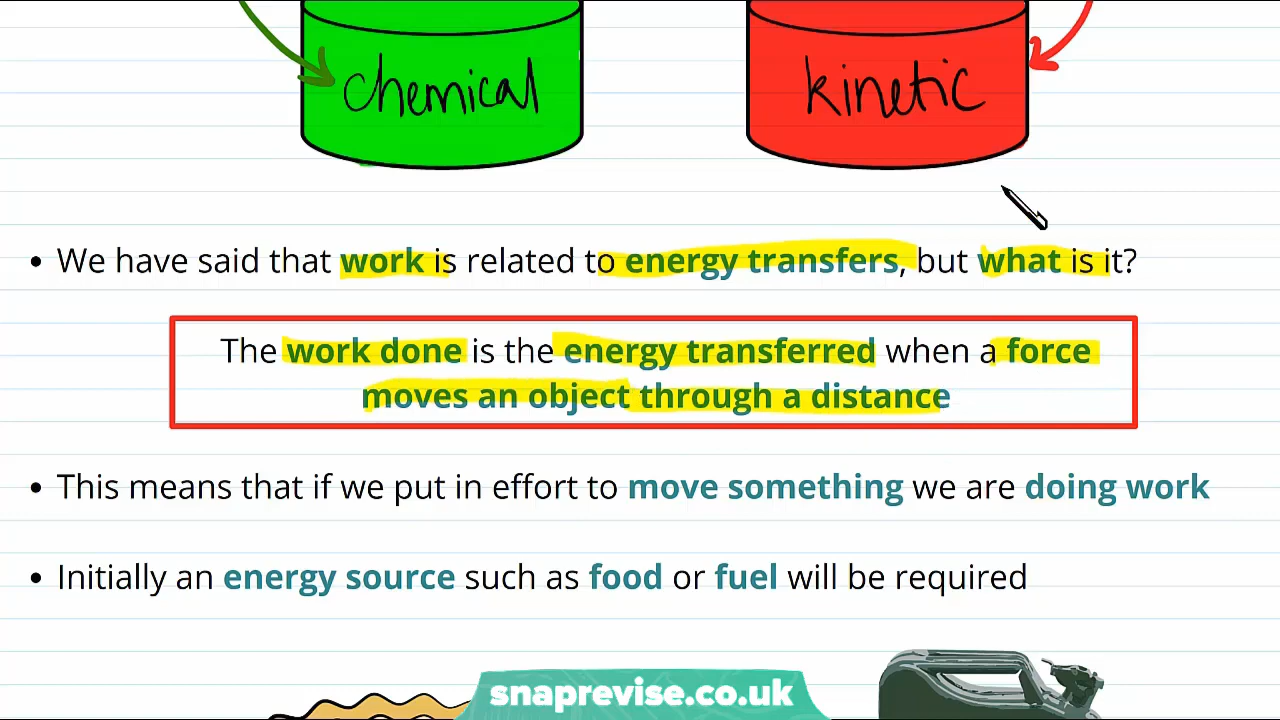 chemical kinetic
• We have said that work is related to energy transfers, but what is it?
The work done is the energy transferred when a force
moves an object through a distance
• This means that if we put in effort to move something we are doing work
• Initially an energy source such as food or fuel will be required
snaprevise.co.uk